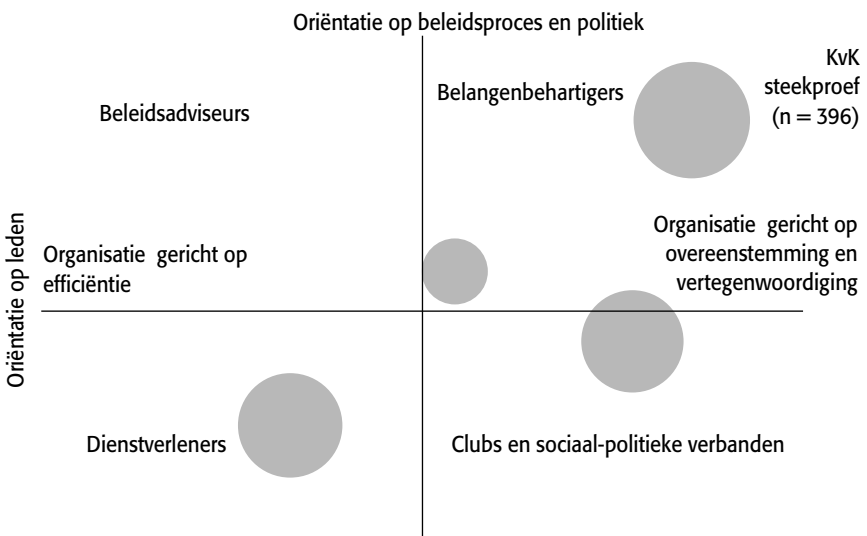 Oriëntatie op beleidsproces en politiek
KvK
steekproef
(n = 396)
Belangenbehartigers
Beleidsadviseurs
Organisatie gericht op
overeenstemming en
vertegenwoordiging
Organisatie gericht op
efficiëntie
Oriëntatie op leden
Dienstverleners
Clubs en sociaal-politieke verbanden